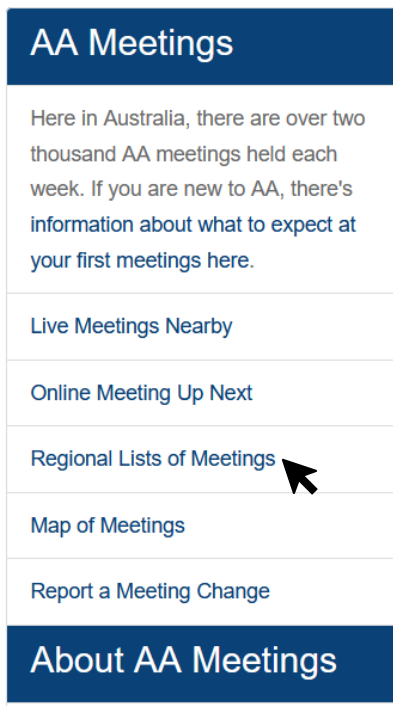 AA Meetings
Here in Australia, there are over two
thousand AA meetings held each
week. If you are new to AA, there's
information about what to expect at
your first meetings here.
Live Meetings Nearby
Online Meeting Up Next
Regional Lists of Meetings
Map of Meetings
Report a Meeting Change
About AA Meetings